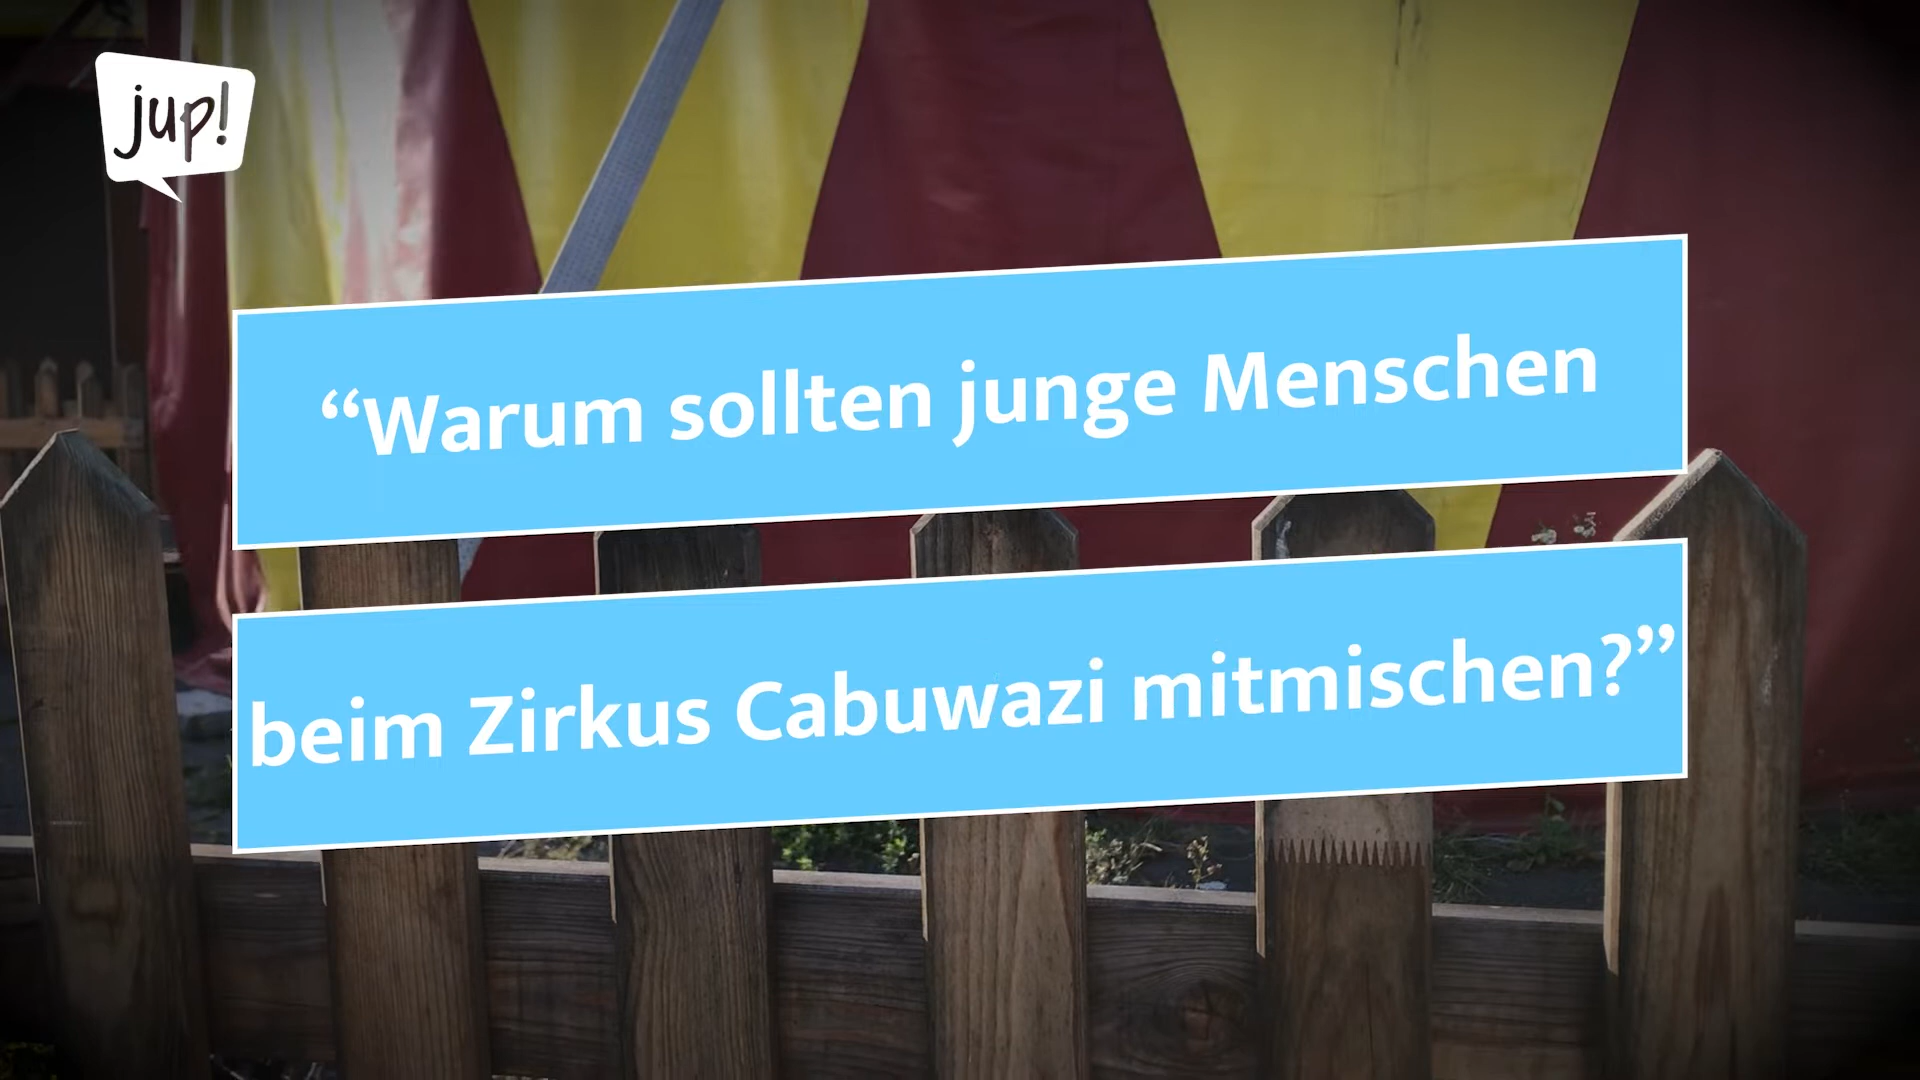 jup!
“Warum sollten junge Menschen
beim Zirkus Cabuwazi mitmischen?”